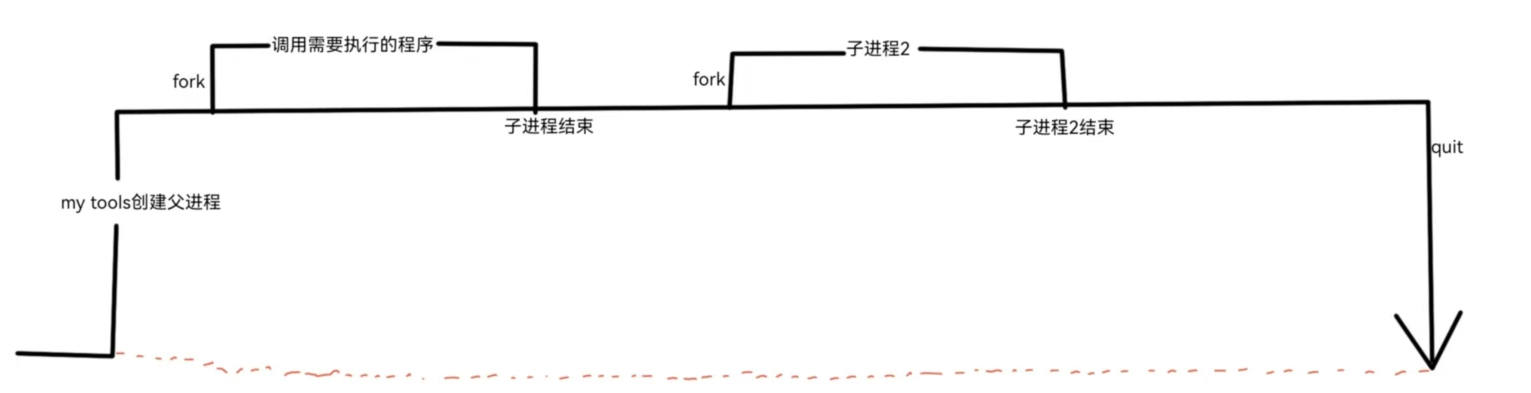 调用需要执行的程序
子进程2
fork
fork
子进程结束
子进程2结束
quit
my tools创建父进程